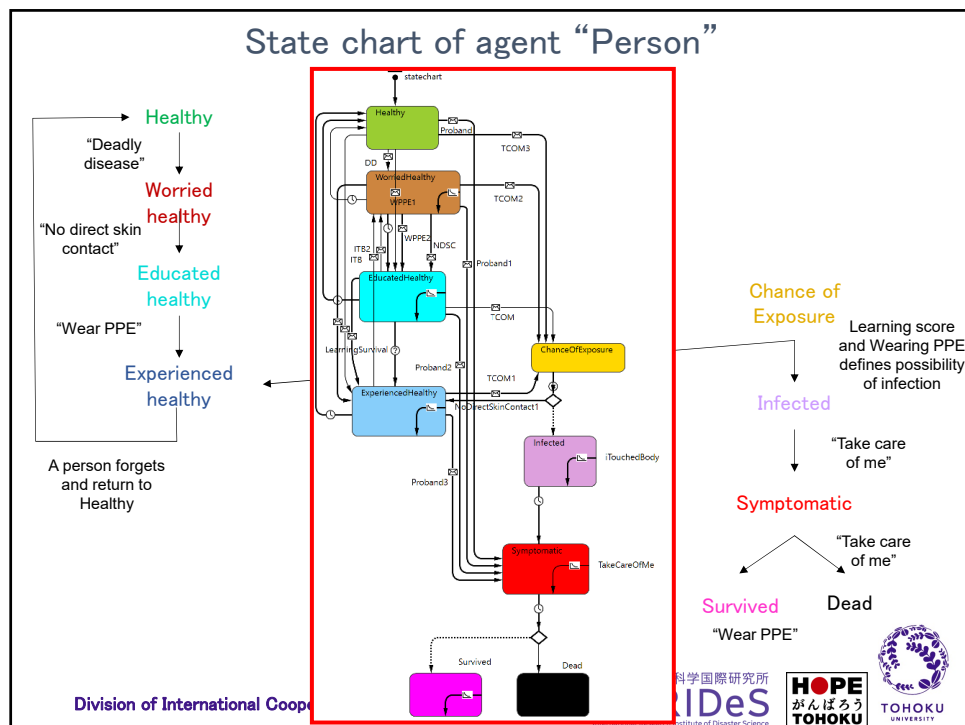 State chart of agent “Person”
Healthy
“Deadly
disease”
Worried
healthy
“No direct skin
contact”
Educated
healthy
“Wear PPE”
Experienced
healthy
A person forgets
and return to
Healthy
statechart
Healthy
Proband
TCOM3
DD
WorriedHealthy
TCOM2
WPPE1
WPPE2
NDSC
ITB2
ITB
Proband1
EducatedHealthy
TCOM
LearningSurvival
ChanceOfExposure
Proband2
TCOM1
ExperiencedHealthy
NoDirectSkinContact1
Infected
iTouchedBody
Proband3
Symptomatic
TakeCareOfMe
Survived
Dead
Chance of
Exposure
Learning score
and Wearing PPE
defines possibility
of infection
Infected
“Take care
of me”
Symptomatic
“Take care
of me”
Survived
Dead
“Wear PPE”
Division of International Coope
科学国際研究所
RIDeS
stitute of Disaster Science
HOPE
がんばろう
TOHOKU
TOHOKU
UNIVERSITY